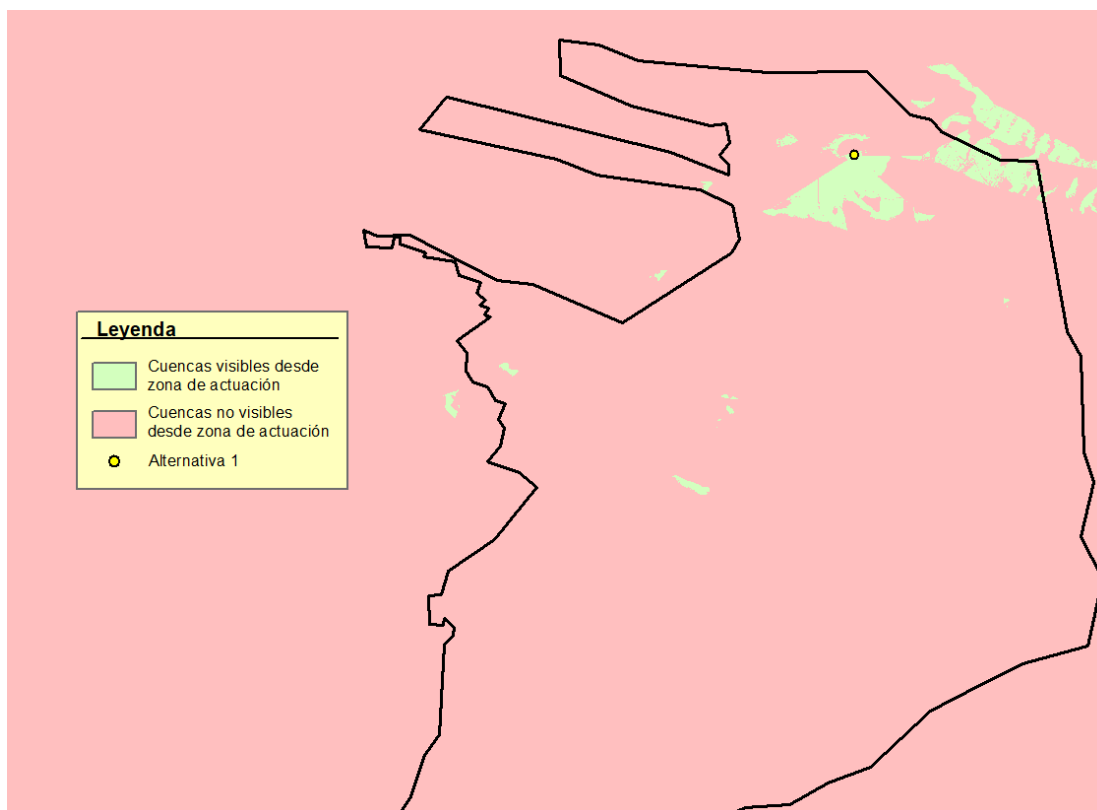 Leyenda
Cuencas visibles desde
zona de actuación
Cuencas no visibles
desde zona de actuación
Alternativa 1